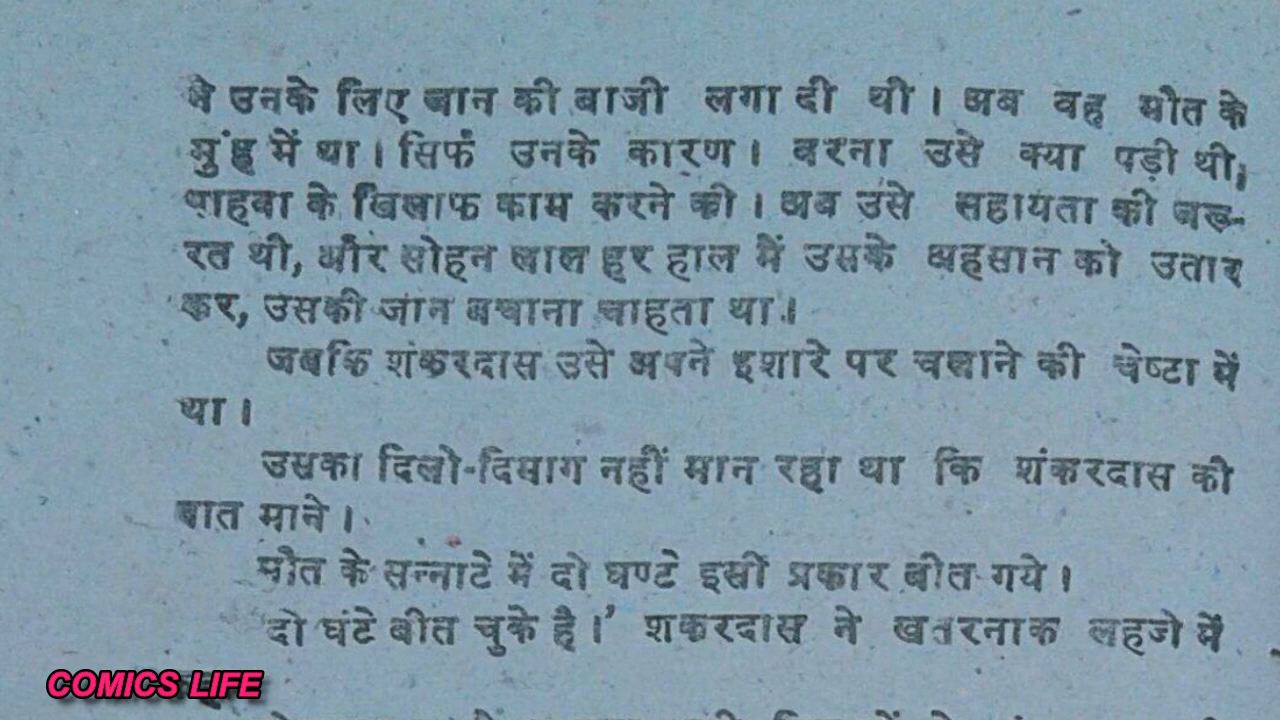 ने उनके लिए जान की बाजी लगा दी थी । अब वह मौत के
मुंह में था । सिर्फ उनके कारण । वरना उसे क्या पड़ी थी,
पाहवा के खिलाफ काम करने की । अब उसे सहायता की जरू-
रत थी, और सोहन लाल हर हाल में उसके अहसान को उतार
कर, उसकी जान बचाना चाहता था ।
जबकि शंकरदास उसे अपने इशारे पर चलाने की चेष्टा में
था ।
उसका दिलो-दिमाग नहीं मान रहा था कि शंकरदास की
बात माने ।
मौत के सन्नाटे में दो घण्टे इसी प्रकार बीत गये ।
दो घंटे बीत चुके है ।’ शकरदास ने खतरनाक लहजे में
COMICS LIFE